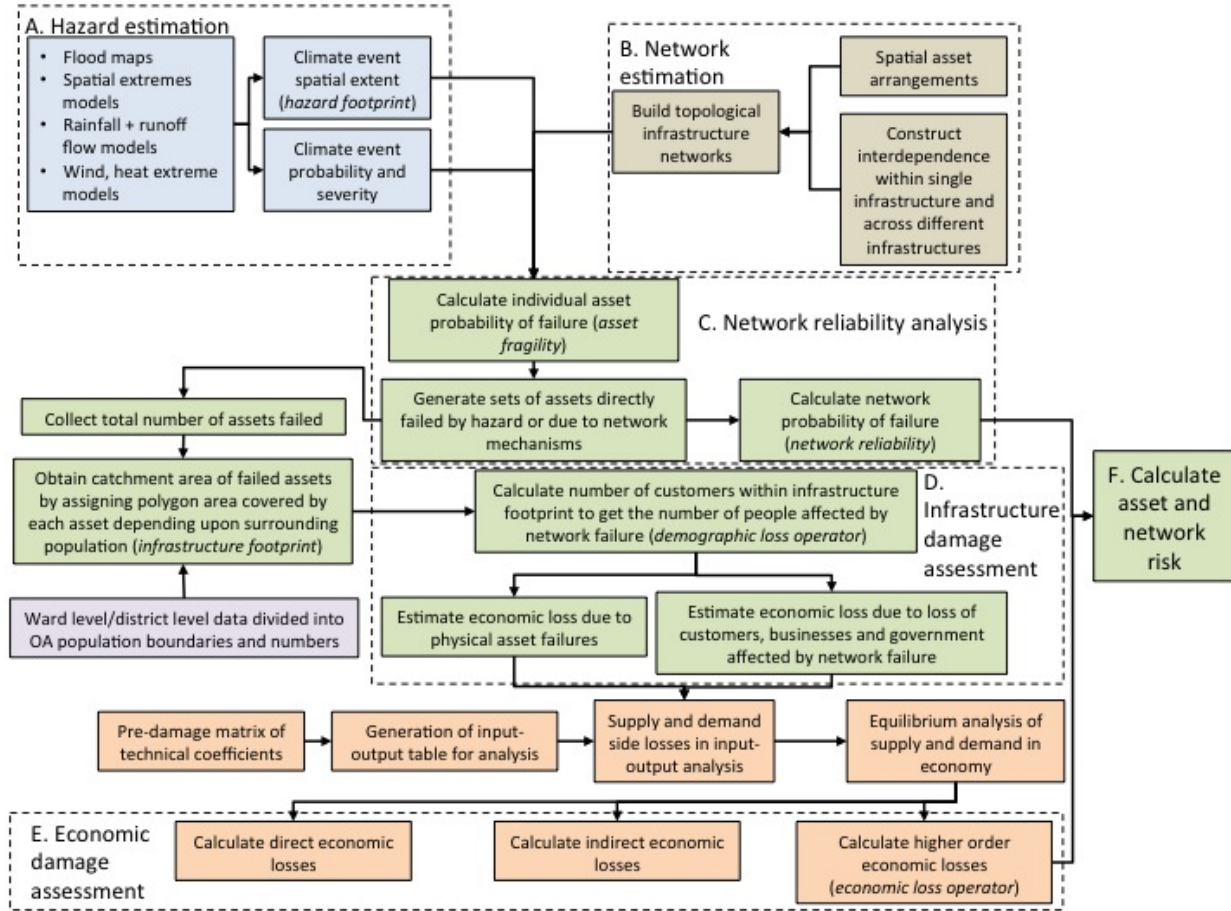 A. Hazard estimation
• Flood maps
• Spatial extremes
models
• Rainfall + runoff
flow models
• Wind, heat extreme
models
Climate event
spatial extent
(hazard footprint)
Climate event
probability and
severity
B. Network
estimation
Build topological
infrastructure
networks
Spatial asset
arrangements
Construct
interdependence
within single
infrastructure and
across different
infrastructures
Calculate individual asset
probability of failure (asset
fragility)
C. Network reliability analysis
Generate sets of assets directly
failed by hazard or due to network
mechanisms
Calculate network
probability of failure
(network reliability)
Collect total number of assets failed
Obtain catchment area of failed assets
by assigning polygon area covered by
each asset depending upon surrounding
population (infrastructure footprint)
Ward level/district level data divided into
OA population boundaries and numbers
Calculate number of customers within infrastructure
footprint to get the number of people affected by
network failure (demographic loss operator)
D.
Infrastructure
damage
assessment
Estimate economic loss due to
physical asset failures
Estimate economic loss due to loss of
customers, businesses and government
affected by network failure
F. Calculate
asset and
network
risk
Pre-damage matrix of
technical coefficients
Generation of input-
output table for analysis
Supply and demand
side losses in input-
output analysis
Equilibrium analysis of
supply and demand in
economy
E. Economic
damage
assessment
Calculate direct economic
losses
Calculate indirect economic
losses
Calculate higher order
economic losses
(economic loss operator)